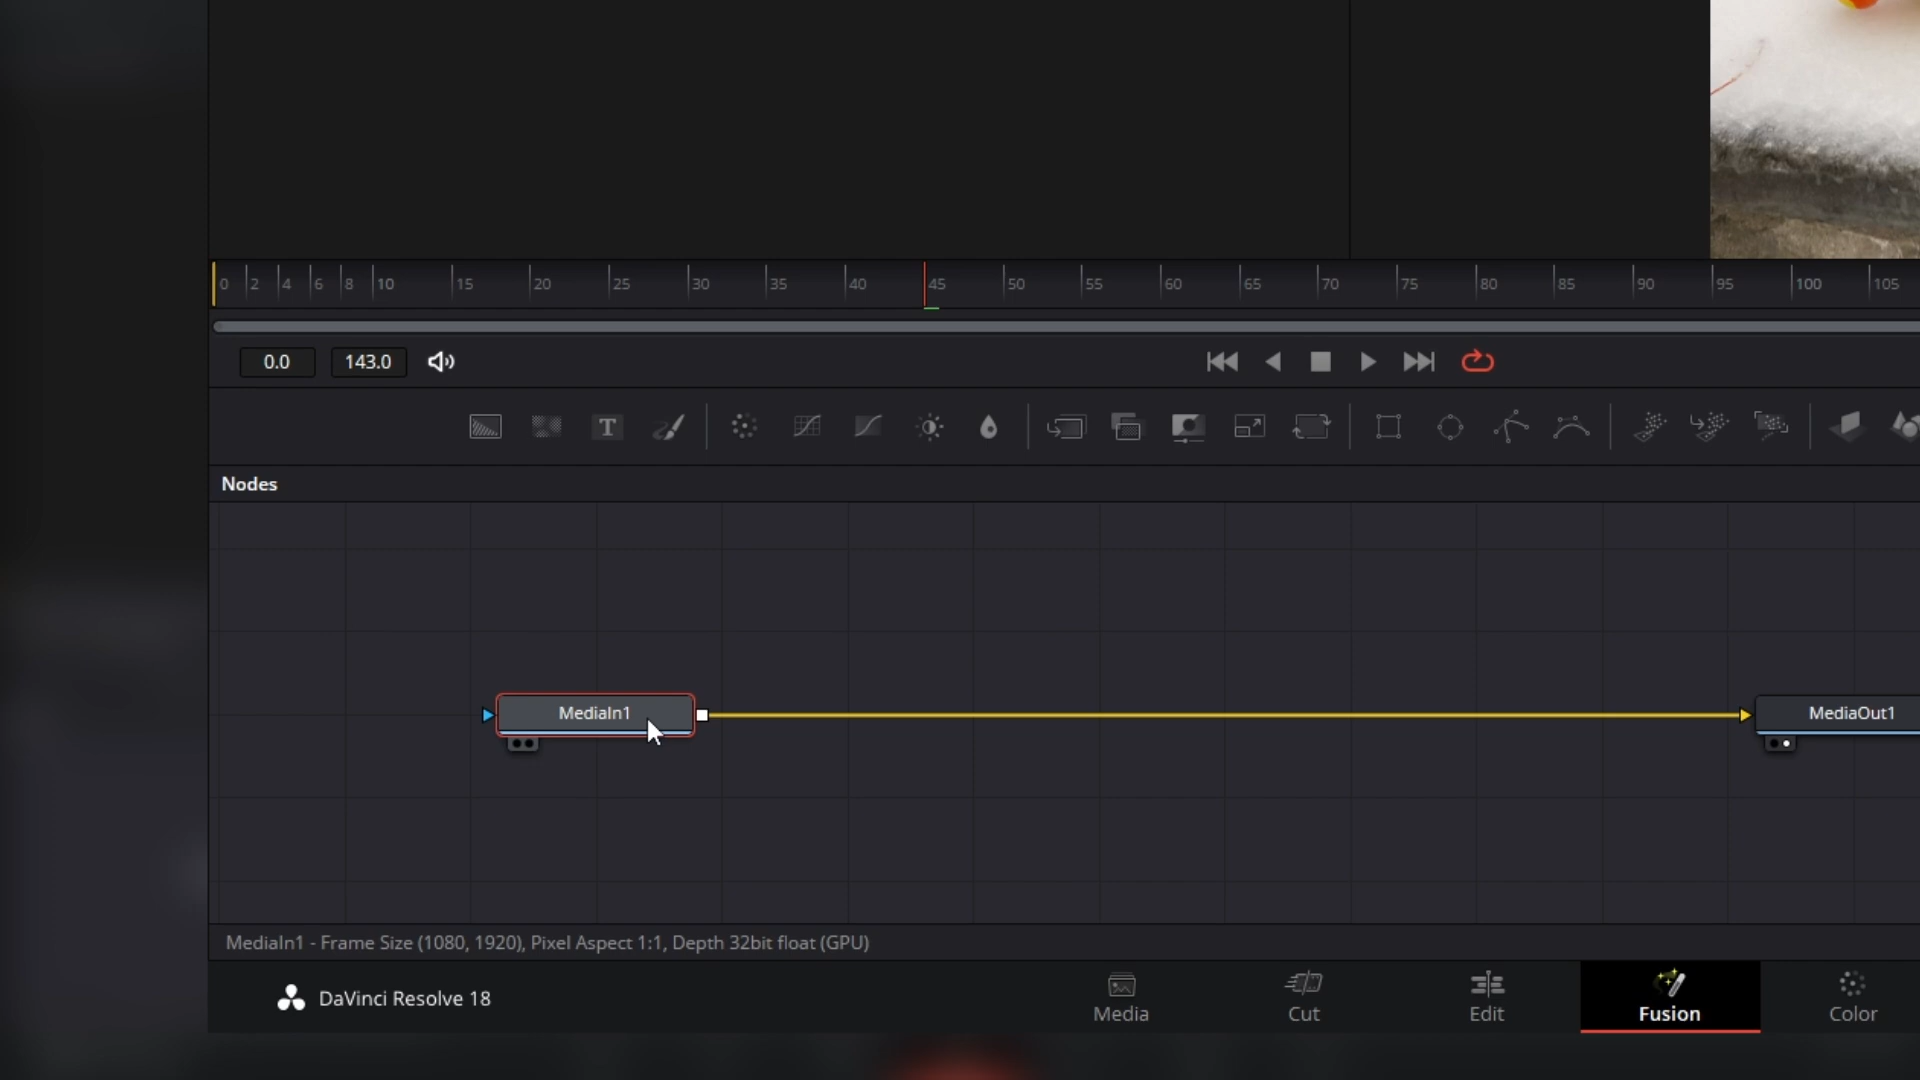 0 2 4 6 8 10 15 20 25 30 35 40 45 50 55 60 65 70 75 80 85 90 95 100 105
0.0 143.0
T
Nodes
MediaIn1 MediaOut1
MediaIn1 - Frame Size (1080, 1920), Pixel Aspect 1:1, Depth 32bit float (GPU)
DaVinci Resolve 18 Media Cut Edit Fusion Color